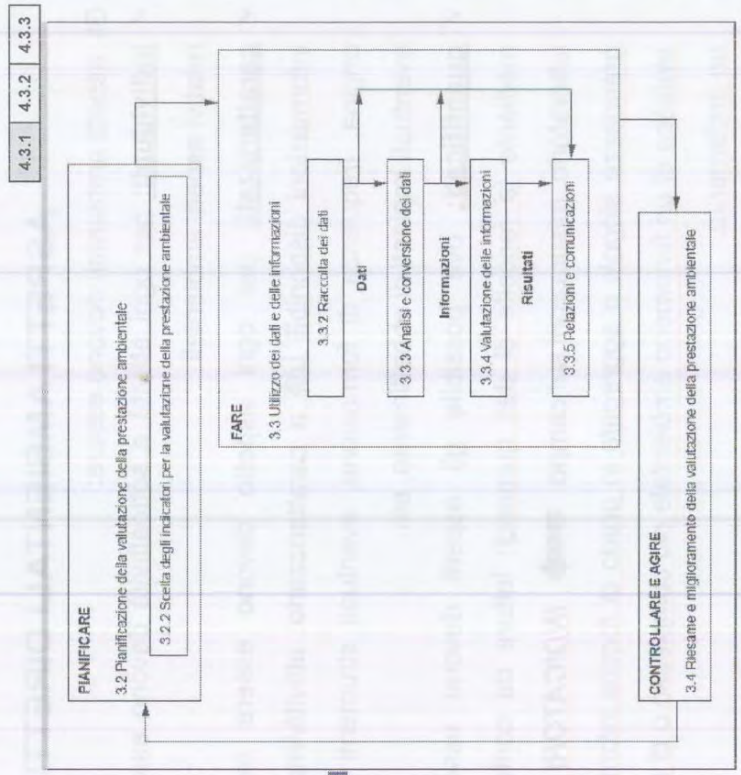 4.3.1 4.3.2 4.3.3
PIANIFICARE
3.2 Pianificazione della valutazione della prestazione ambientale
3.2.2 Scelta degli indicatori per la valutazione della prestazione ambientale
FARE
3.3 Utilizzo dei dati e delle informazioni
3.3.2 Raccolta dei dati
Dati
3.3.3 Analisi e conversione dei dati
Informazioni
3.3.4 Valutazione delle informazioni
Risultati
3.3.5 Relazioni e comunicazioni
CONTROLLARE E AGIRE
3.4 Riesame e miglioramento della valutazione della prestazione ambientale